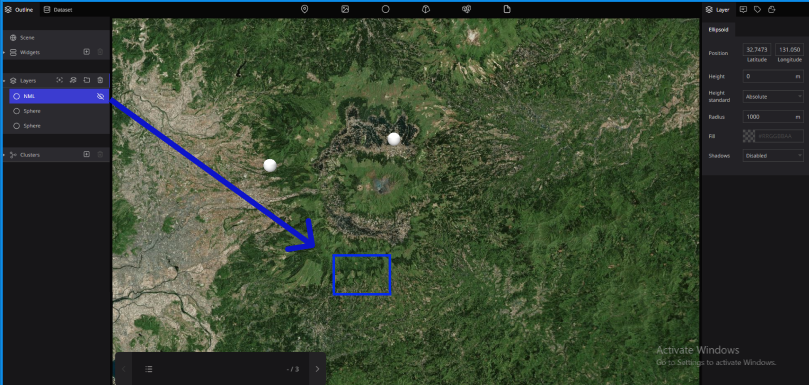 Outline
Dataset
Layer
Scene
Widgets
Layers
NML
Sphere
Sphere
Clusters
Ellipsoid
Position
32.7473
131.050
Latitude
Longitude
Height
0
m
Height
standard
Absolute
Radius
1000
m
Fill
Shadows
Disabled
- / 3
Activate Windows
Go to Settings to activate Windows.